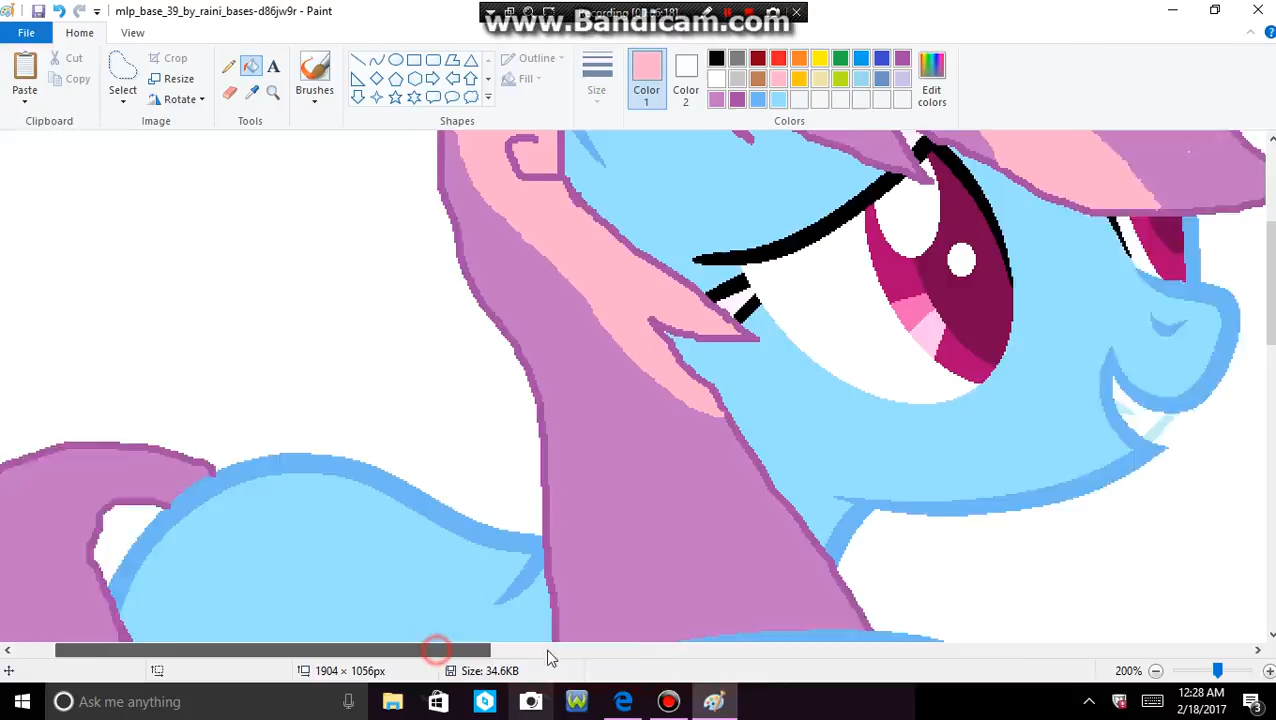 mlp_base_39_by_raini_bases-d86jw9r - Paint
www.Bandicam.com
File
Home
View
Paste
Cut
Copy
Clipboard
Select
Crop
Resize
Rotate
Image
A
Tools
Brushes
Outline
Fill
Shapes
Size
Color
1
Color
2
Edit
colors
Colors
1904 × 1056px
Size: 34.6KB
200%
Ask me anything
12:28 AM
2/18/2017
3